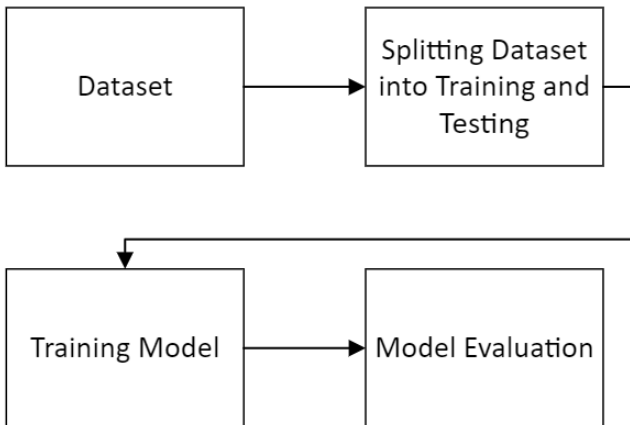 Dataset
Splitting Dataset
into Training and
Testing
Training Model
Model Evaluation